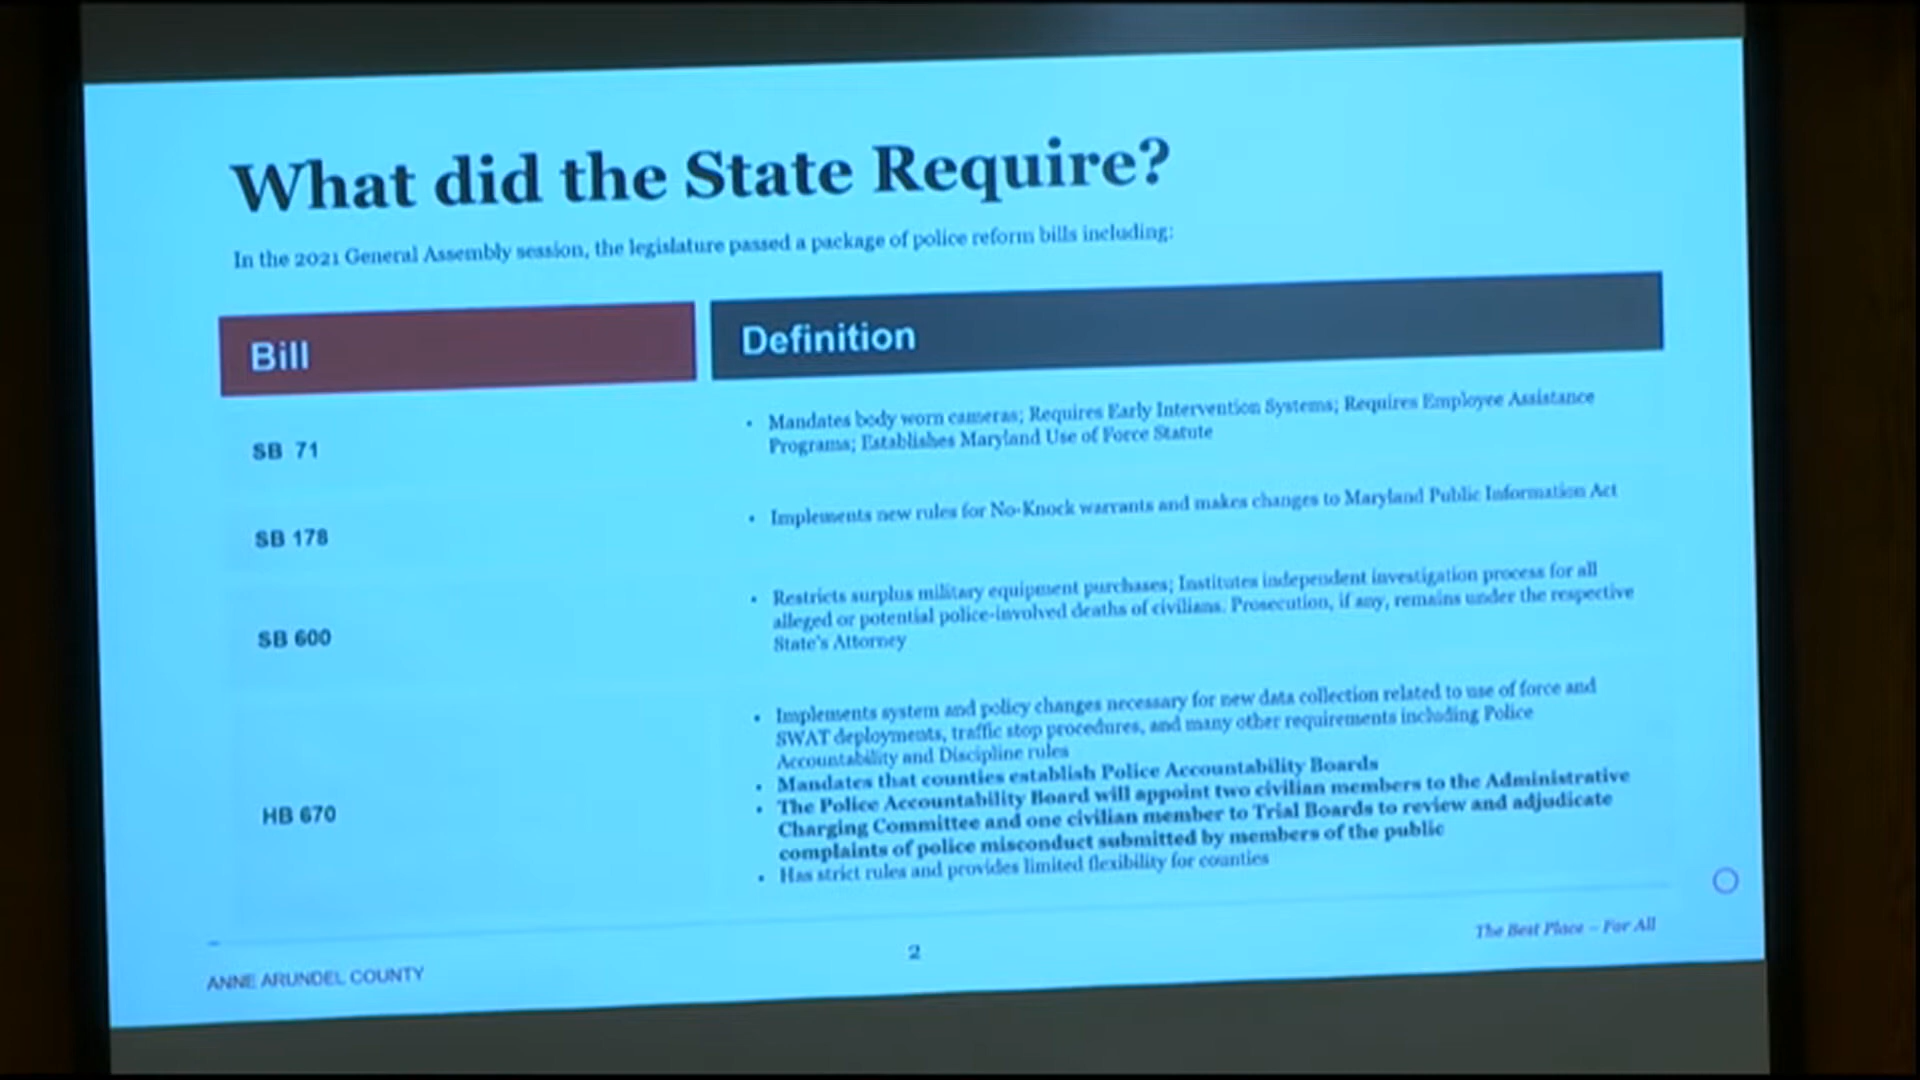 What did the State Require?
In the 2021 General Assembly session, the legislature passed a package of police reform bills including:
Bill
Definition
SB 71
• Mandates body worn cameras; Requires Early Intervention Systems; Requires Employee Assistance
Programs; Establishes Maryland Use of Force Statute
SB 178
• Implements new rules for No-Knock warrants and makes changes to Maryland Public Information Act
SB 600
• Restricts surplus military equipment purchases; Institutes independent investigation process for all
alleged or potential police-involved deaths of civilians. Prosecution, if any, remains under the respective
State's Attorney
HB 670
• Implements system and policy changes necessary for new data collection related to use of force and
SWAT deployments, traffic stop procedures, and many other requirements including Police
Accountability and Discipline rules
• Mandates that counties establish Police Accountability Boards
• The Police Accountability Board will appoint two civilian members to the Administrative
Charging Committee and one civilian member to Trial Boards to review and adjudicate
complaints of police misconduct submitted by members of the public
• Has strict rules and provides limited flexibility for counties
ANNE ARUNDEL COUNTY
2
The Best Place – For All